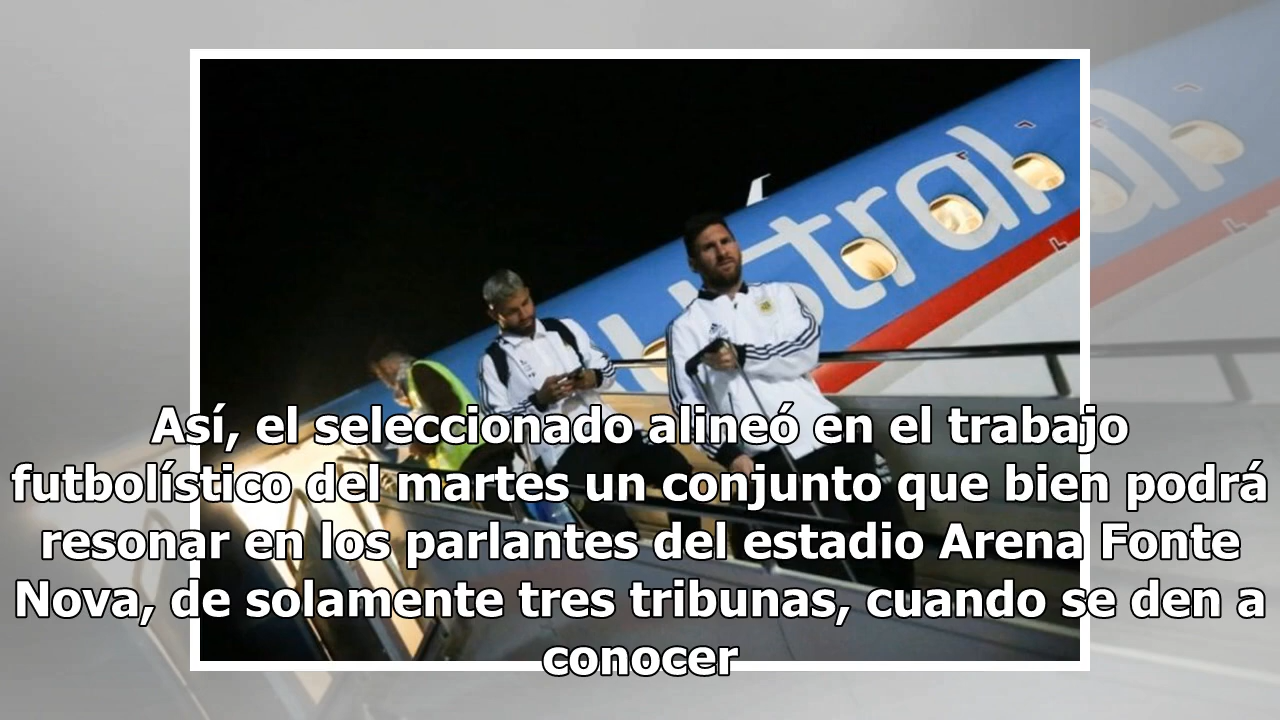 ustral
Así, el seleccionado alineó en el trabajo
futbolístico del martes un conjunto que bien podrá
resonar en los parlantes del estadio Arena Fonte
Nova, de solamente tres tribunas, cuando se den a
conocer